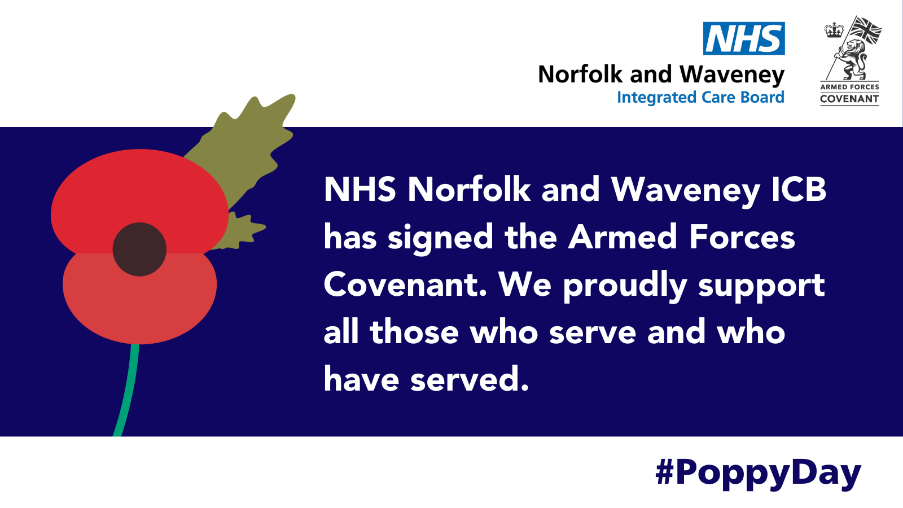 NHS
Norfolk and Waveney
Integrated Care Board
ARMED FORCES
COVENANT
NHS Norfolk and Waveney ICB
has signed the Armed Forces
Covenant. We proudly support
all those who serve and who
have served.
#PoppyDay